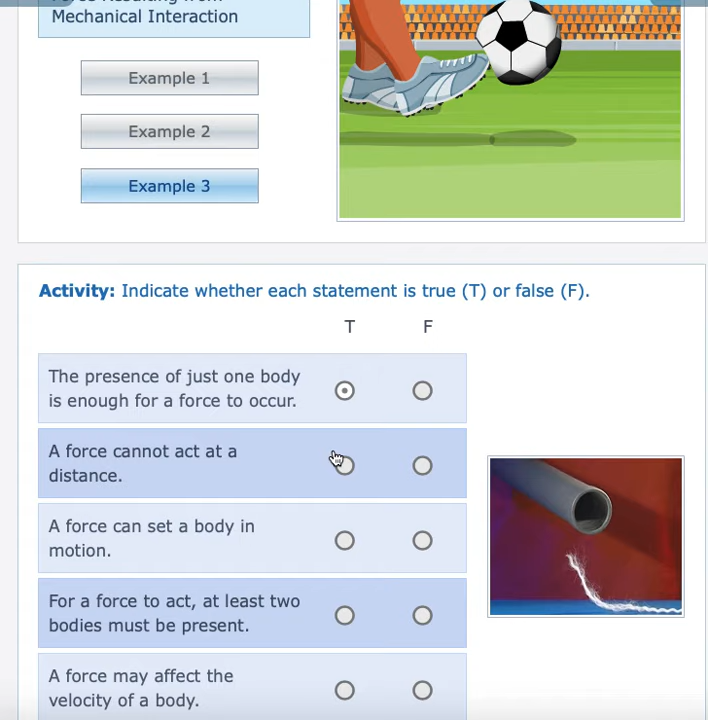 Mechanical Interaction
Example 1
Example 2
Example 3
Activity: Indicate whether each statement is true (T) or false (F).
T F
The presence of just one body
is enough for a force to occur.
A force cannot act at a
distance.
A force can set a body in
motion.
For a force to act, at least two
bodies must be present.
A force may affect the
velocity of a body.